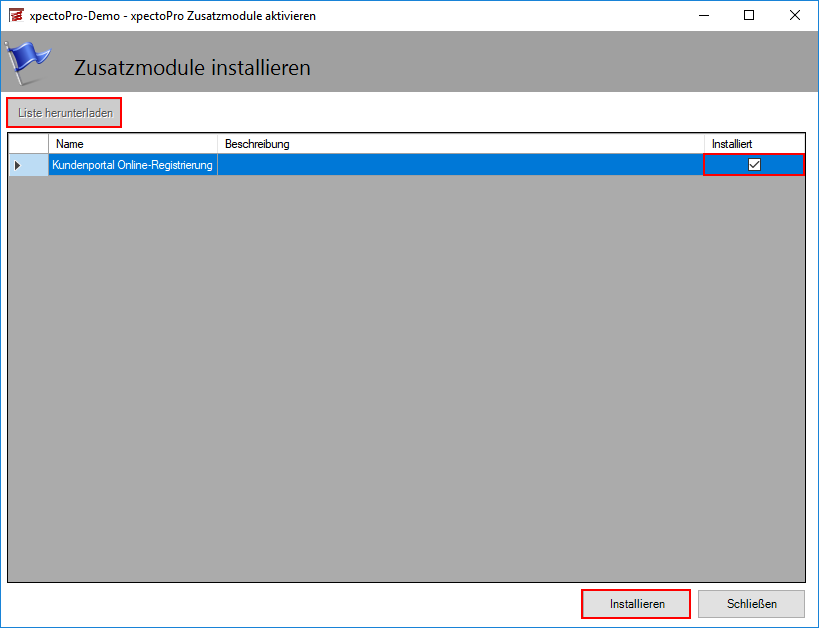 xpectoPro-Demo - xpectoPro Zusatzmodule aktivieren
Zusatzmodule installieren
Liste herunterladen
Name Beschreibung Installiert
Kundenportal Online-Registrierung
Installieren Schließen